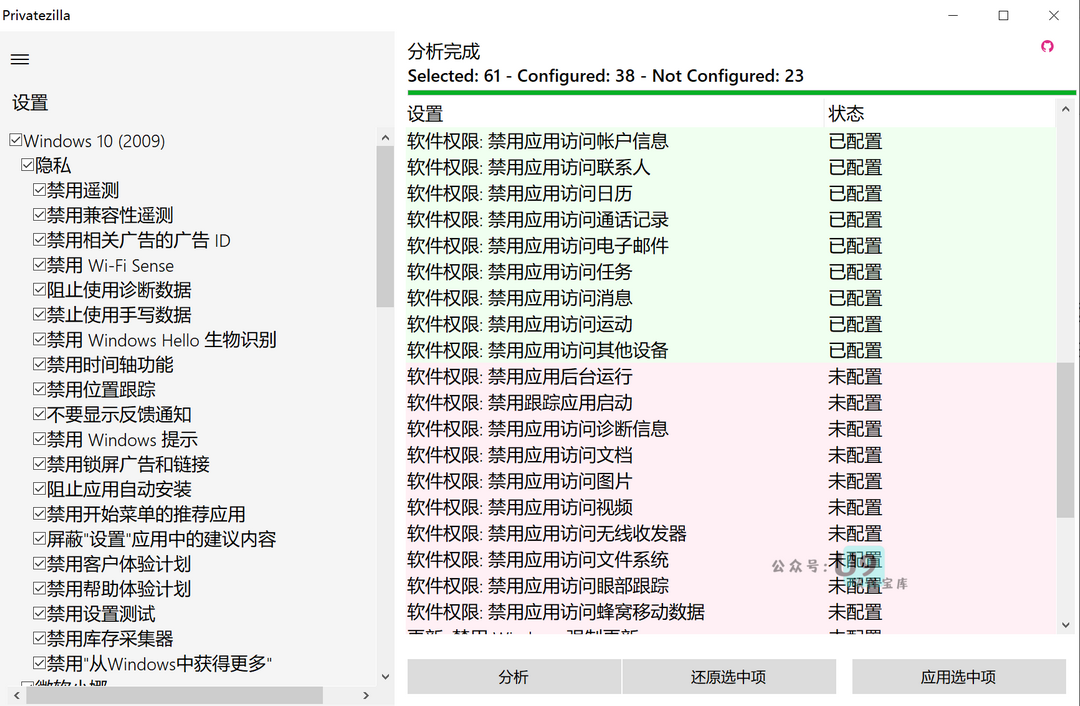 Privatezilla
设置
Windows 10 (2009)
隐私
禁用遥测
禁用兼容性遥测
禁用相关广告的广告 ID
禁用 Wi-Fi Sense
阻止使用诊断数据
禁止使用手写数据
禁用 Windows Hello 生物识别
禁用时间轴功能
禁用位置跟踪
不要显示反馈通知
禁用 Windows 提示
禁用锁屏广告和链接
阻止应用自动安装
禁用开始菜单的推荐应用
屏蔽"设置"应用中的建议内容
禁用客户体验计划
禁用帮助体验计划
禁用设置测试
禁用库存采集器
禁用"从Windows中获得更多"
微软小娜
分析完成
Selected: 61 - Configured: 38 - Not Configured: 23
设置 状态
软件权限: 禁用应用访问帐户信息 已配置
软件权限: 禁用应用访问联系人 已配置
软件权限: 禁用应用访问日历 已配置
软件权限: 禁用应用访问通话记录 已配置
软件权限: 禁用应用访问电子邮件 已配置
软件权限: 禁用应用访问任务 已配置
软件权限: 禁用应用访问消息 已配置
软件权限: 禁用应用访问运动 已配置
软件权限: 禁用应用访问其他设备 已配置
软件权限: 禁用应用后台运行 未配置
软件权限: 禁用跟踪应用启动 未配置
软件权限: 禁用应用访问诊断信息 未配置
软件权限: 禁用应用访问文档 未配置
软件权限: 禁用应用访问图片 未配置
软件权限: 禁用应用访问视频 未配置
软件权限: 禁用应用访问无线收发器 未配置
软件权限: 禁用应用访问文件系统 未配置
软件权限: 禁用应用访问眼部跟踪 未配置
软件权限: 禁用应用访问蜂窝移动数据 未配置
更新: 禁用 Windows 强制更新 未配置
公众号:
宝库
分析 还原选中项 应用选中项